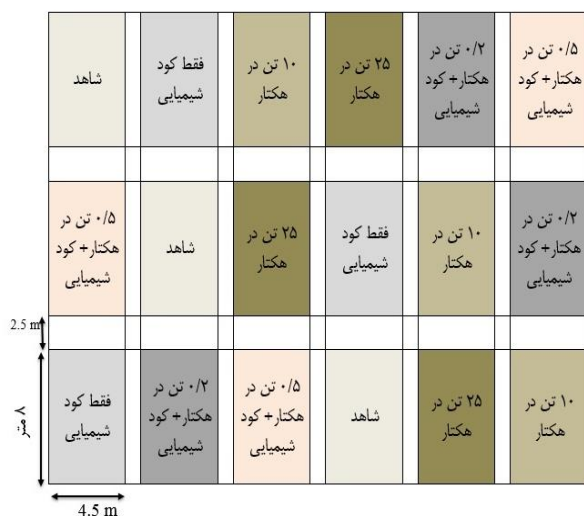 شاهد
فقط کود
شیمیایی
۱۰ تن در
هکتار
۲۵ تن در
هکتار
۰/۲ تن در
هکتار+ کود
شیمیایی
۰/۵ تن در
هکتار+ کود
شیمیایی
۰/۵ تن در
هکتار+ کود
شیمیایی
شاهد
۲۵ تن در
هکتار
فقط کود
شیمیایی
۱۰ تن در
هکتار
۰/۲ تن در
هکتار+ کود
شیمیایی
2.5 m
۸ متر
فقط کود
شیمیایی
۰/۲ تن در
هکتار+ کود
شیمیایی
۰/۵ تن در
هکتار+ کود
شیمیایی
شاهد
۲۵ تن در
هکتار
۱۰ تن در
هکتار
4.5 m